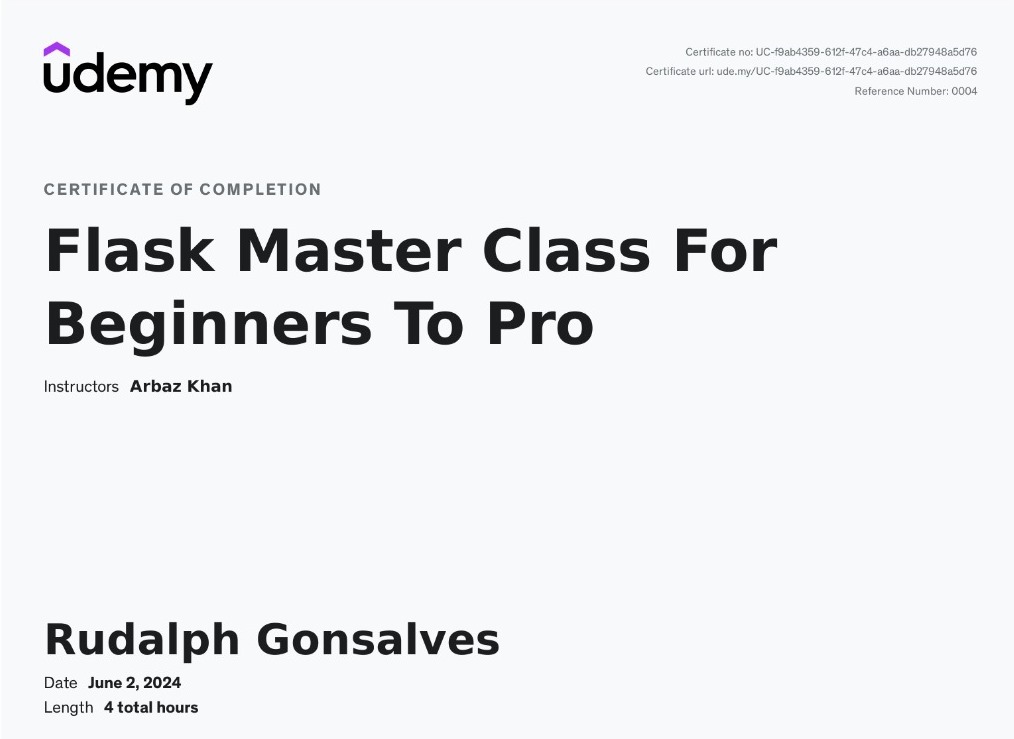 udemy
Certificate no: UC-f9ab4359-612f-47c4-a6aa-db27948a5d76
Certificate url: ude.my/UC-f9ab4359-612f-47c4-a6aa-db27948a5d76
Reference Number: 0004
CERTIFICATE OF COMPLETION
Flask Master Class For
Beginners To Pro
Instructors Arbaz Khan
Rudalph Gonsalves
Date June 2, 2024
Length 4 total hours